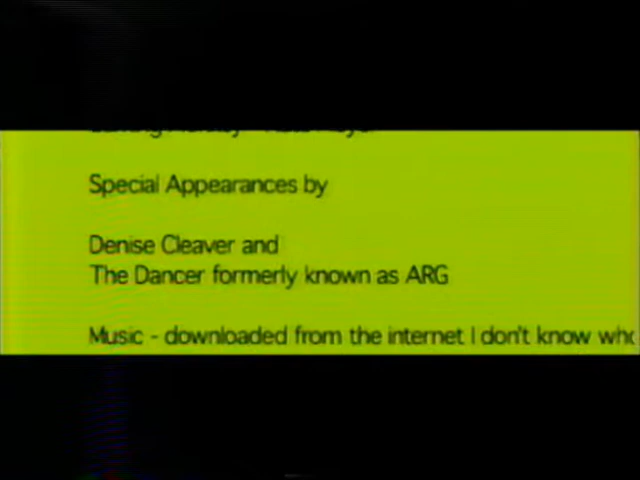 Special Appearances by
Denise Cleaver and
The Dancer formerly known as ARG
Music - downloaded from the internet I don't know who